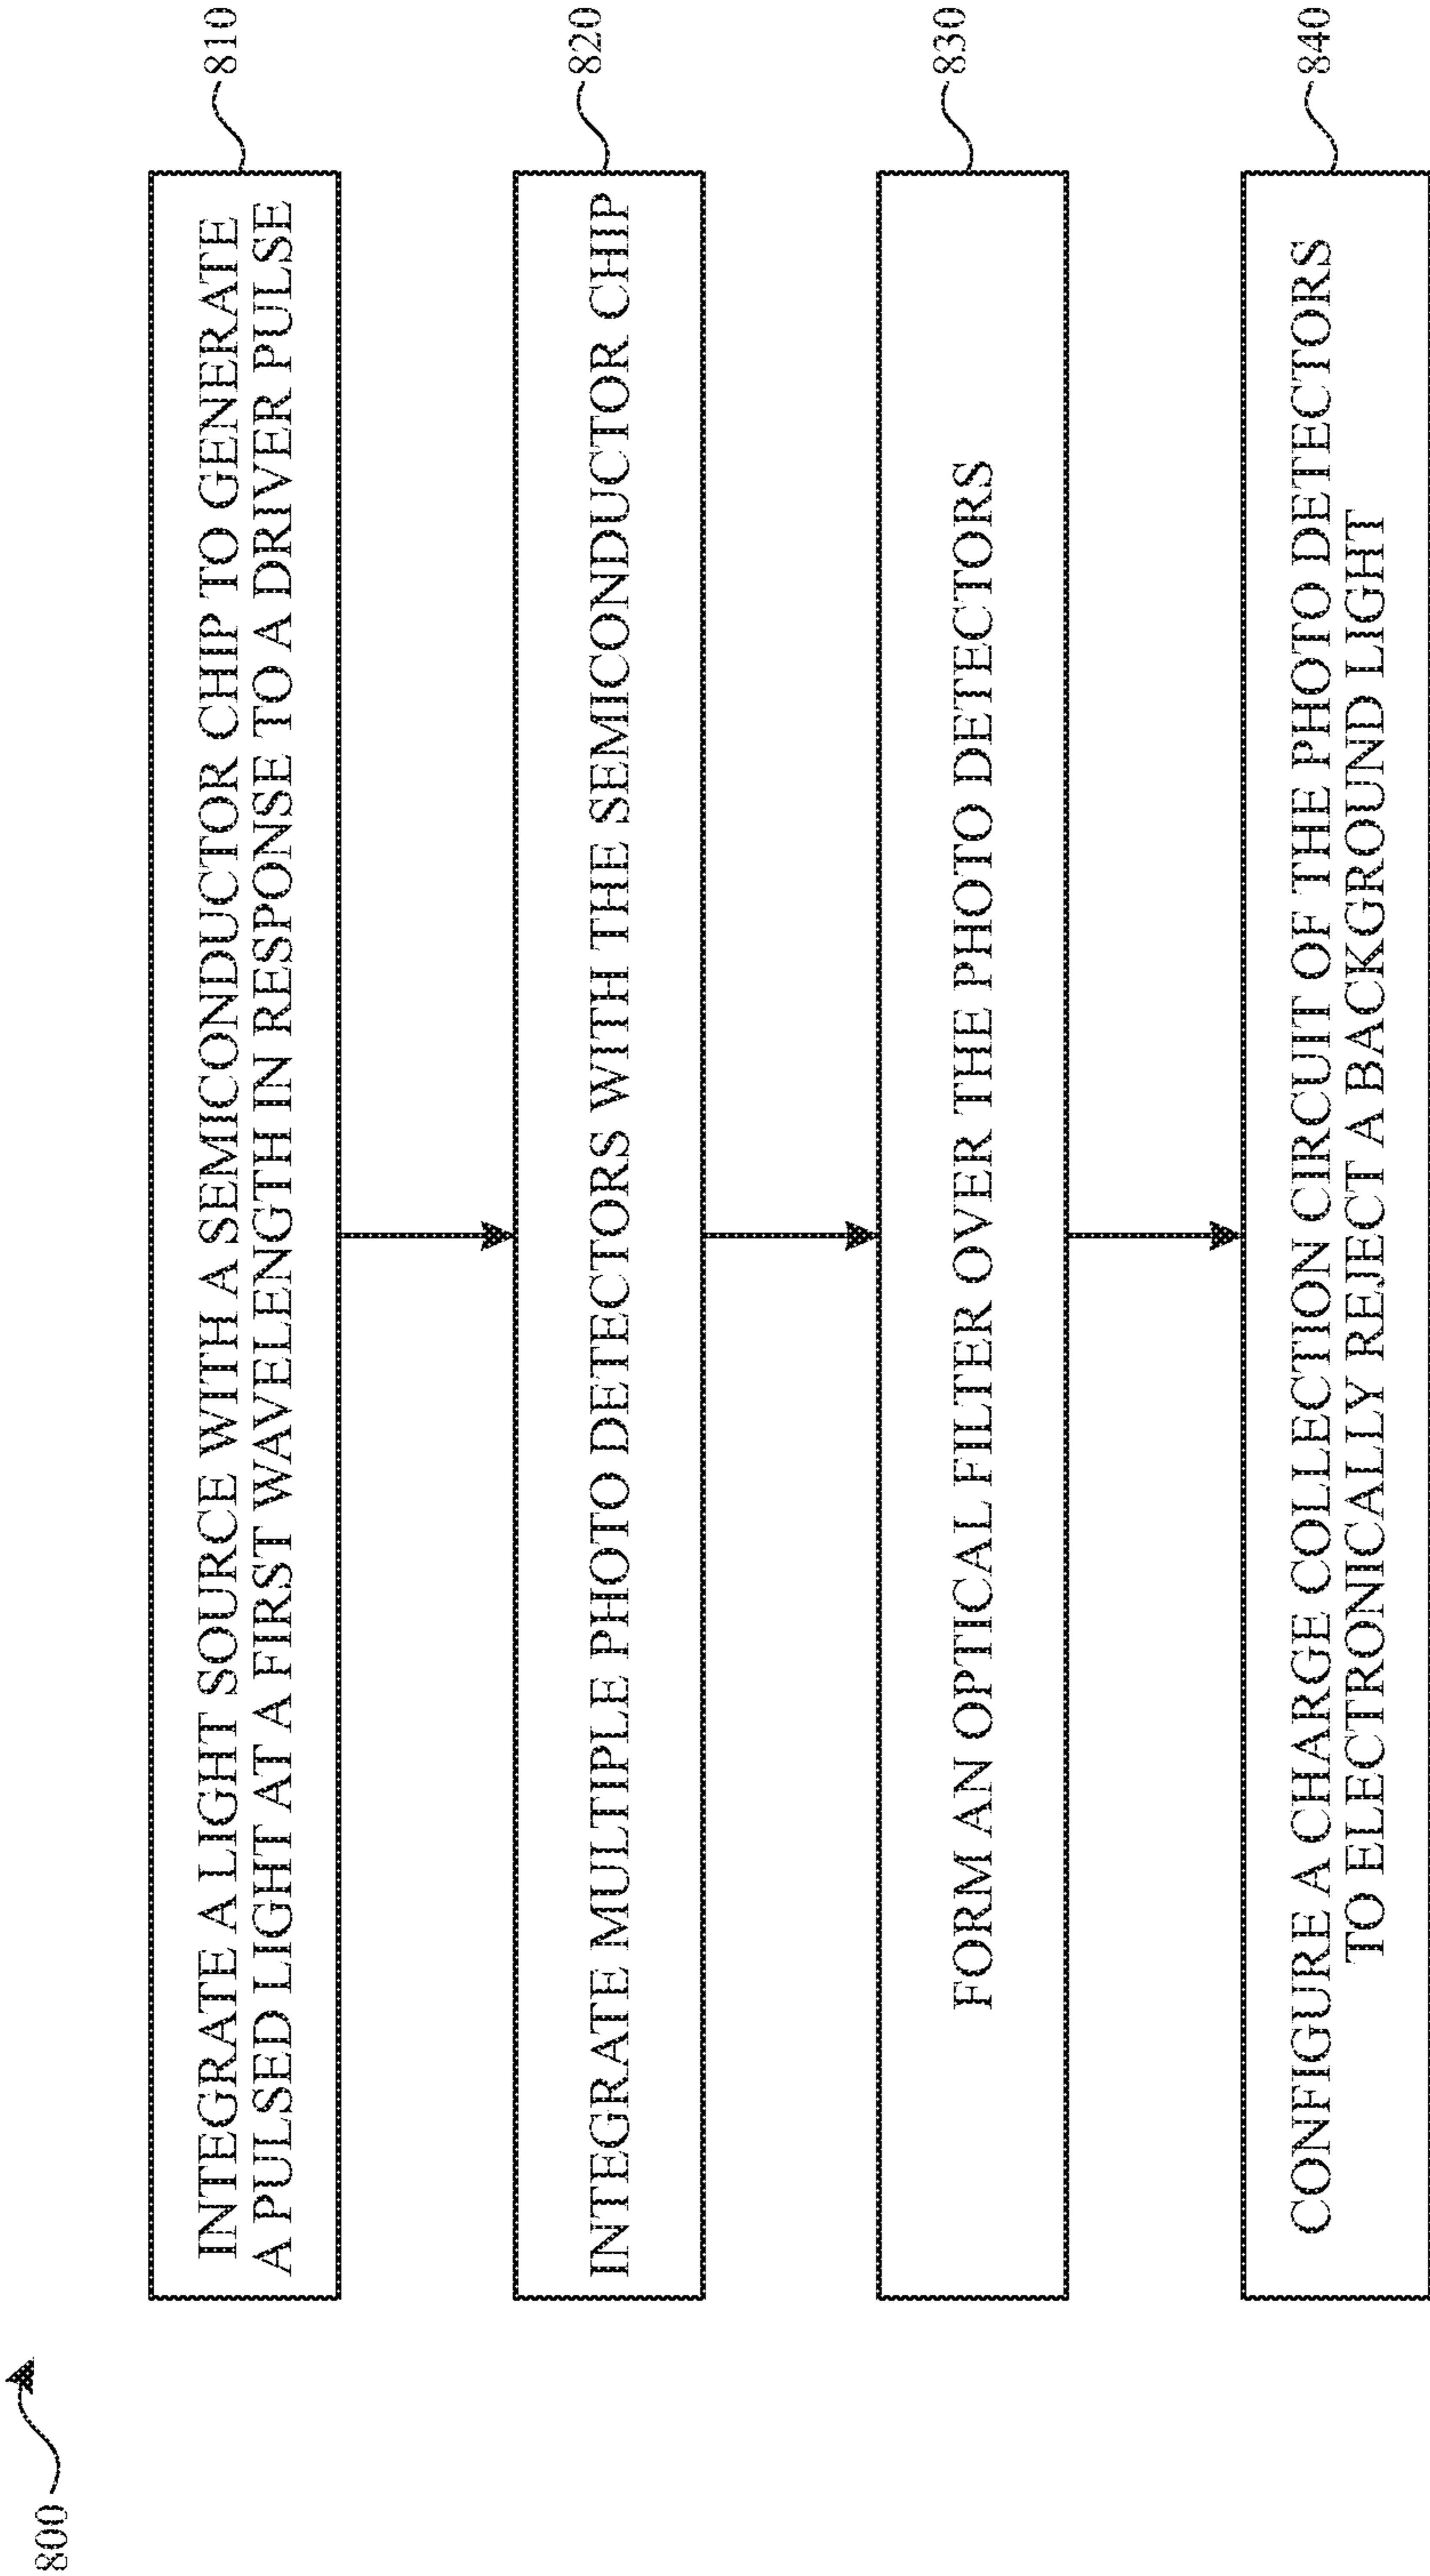 800
INTEGRATE A LIGHT SOURCE WITH A SEMICONDUCTOR CHIP TO GENERATE
A PULSED LIGHT AT A FIRST WAVELENGTH IN RESPONSE TO A DRIVER PULSE
810
INTEGRATE MULTIPLE PHOTO DETECTORS WITH THE SEMICONDUCTOR CHIP
820
FORM AN OPTICAL FILTER OVER THE PHOTO DETECTORS
830
CONFIGURE A CHARGE COLLECTION CIRCUIT OF THE PHOTO DETECTORS
TO ELECTRONICALLY REJECT A BACKGROUND LIGHT
840